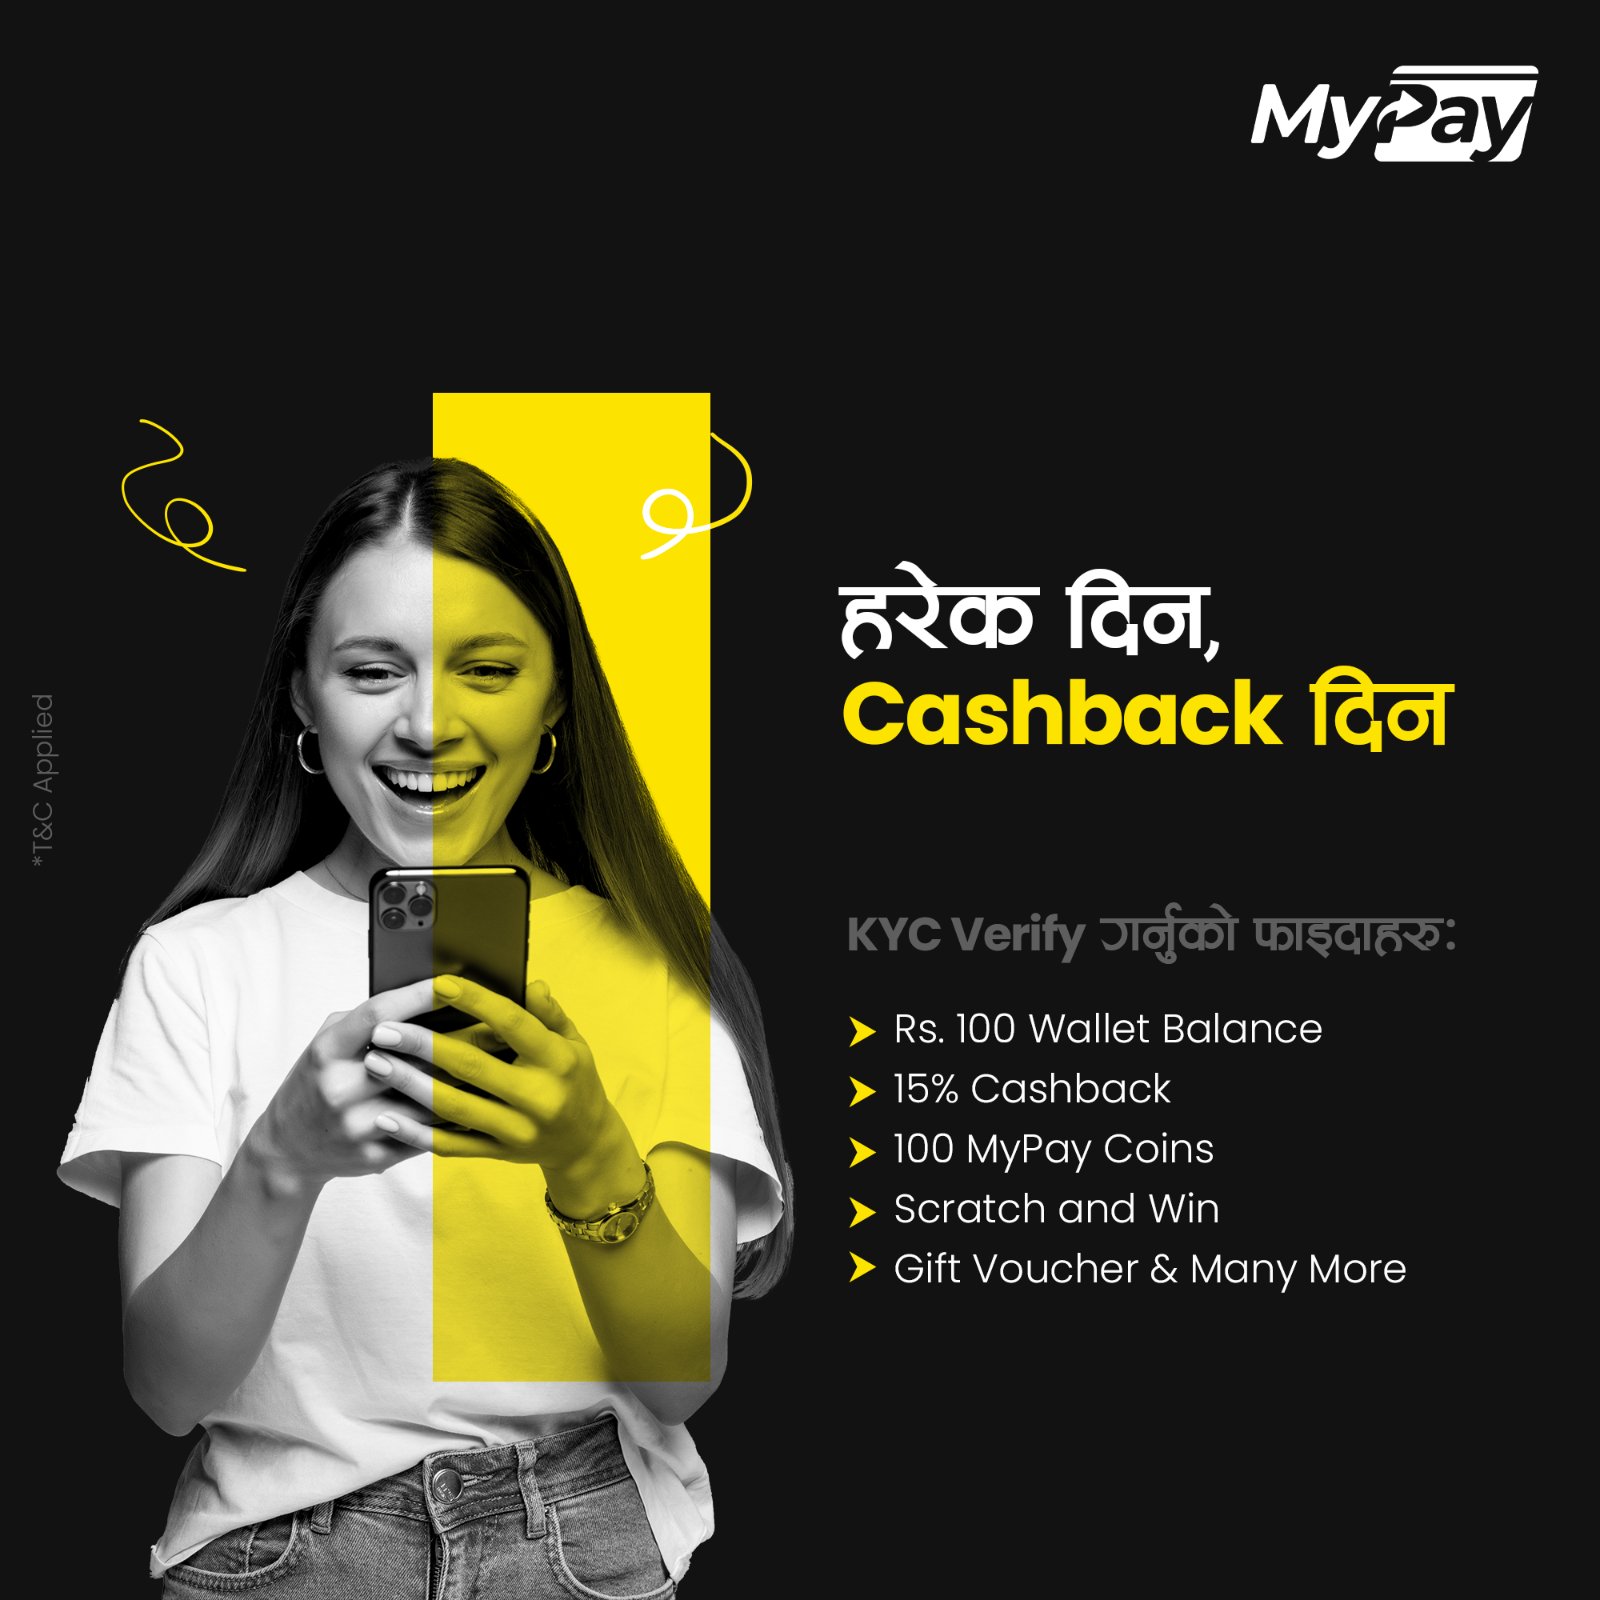 MyPay
हरेक दिन,
Cashback दिन
KYC Verify गर्नुको फाइदाहरु:
Rs. 100 Wallet Balance
15% Cashback
100 MyPay Coins
Scratch and Win
Gift Voucher & Many More
*T&C Applied